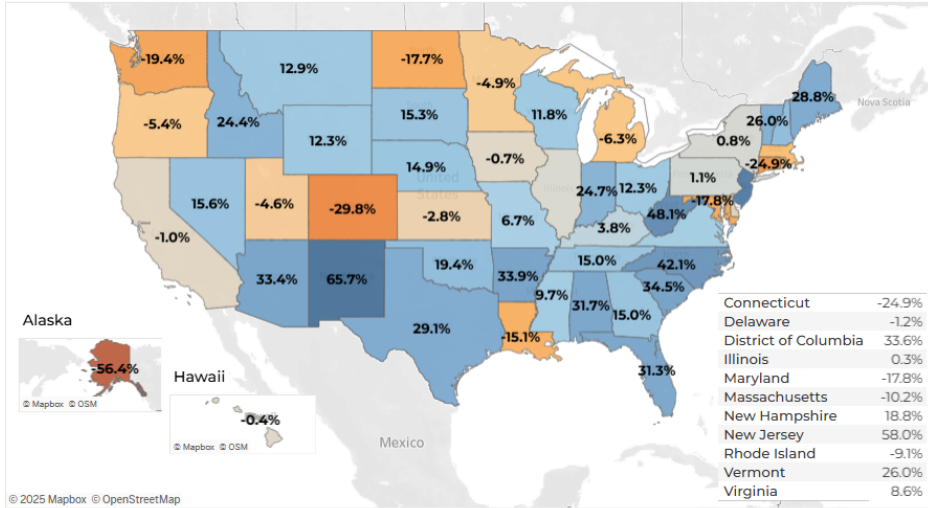 -19.4%
12.9%
-17.7%
-4.9%
28.8%
Nova Scotia
-5.4%
24.4%
15.3%
11.8%
26.0%
12.3%
-6.3%
0.8%
-0.7%
-24.9%
14.9%
1.1%
United
States
15.6%
-4.6%
-29.8%
-2.8%
24.7%
12.3%
-17.8%
48.1%
-1.0%
6.7%
3.8%
33.4%
65.7%
19.4%
33.9%
15.0%
42.1%
34.5%
9.7%
31.7%
15.0%
29.1%
-15.1%
31.3%
Alaska
-56.4%
© Mapbox © OSM
Hawaii
-0.4%
© Mapbox © OSM
Mexico
Connecticut -24.9%
Delaware -1.2%
District of Columbia 33.6%
Illinois 0.3%
Maryland -17.8%
Massachusetts -10.2%
New Hampshire 18.8%
New Jersey 58.0%
Rhode Island -9.1%
Vermont 26.0%
Virginia 8.6%
© 2025 Mapbox © OpenStreetMap